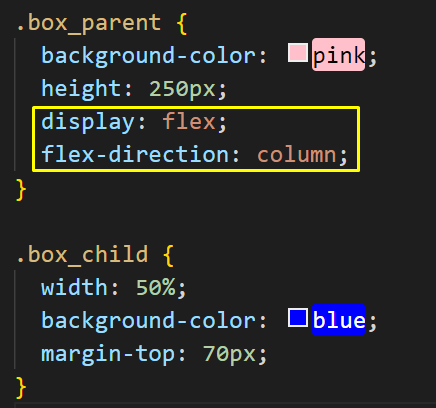 .box_parent {
background-color: pink;
height: 250px;
display: flex;
flex-direction: column;
}
.box_child {
width: 50%;
background-color: blue;
margin-top: 70px;
}